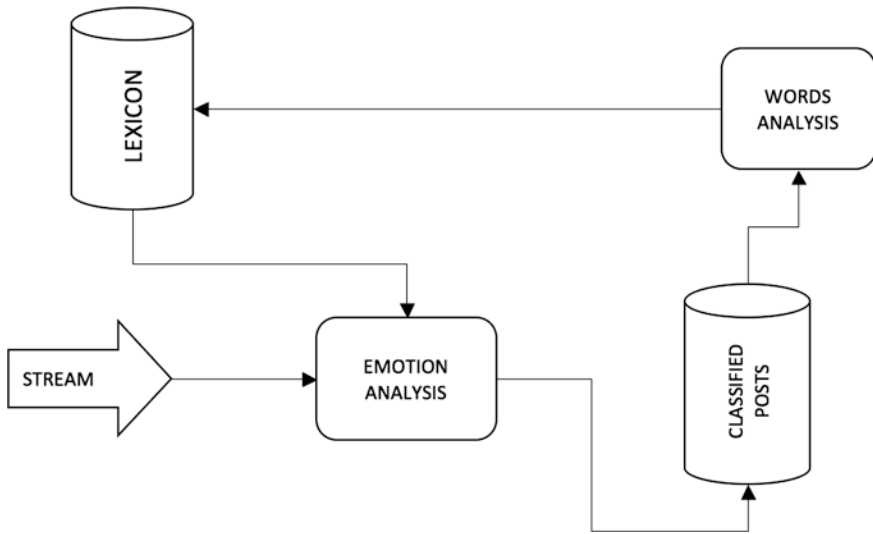 LEXICON
WORDS
ANALYSIS
STREAM
EMOTION
ANALYSIS
CLASSIFIED
POSTS